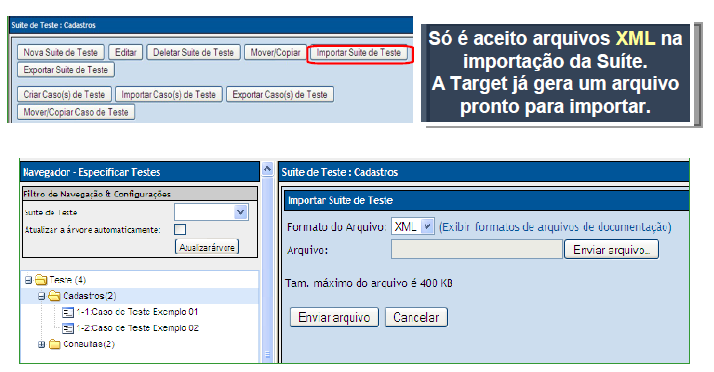 Suite de Teste : Cadastros
Nova Suite de Teste Editar Deletar Suite de Teste Mover/Copiar Importar Suite de Teste
Exportar Suite de Teste
Criar Caso(s) de Teste Importar Caso(s) de Teste Exportar Caso(s) de Teste
Mover/Copiar Caso de Teste
Só é aceito arquivos XML na
importação da Suíte.
A Target já gera um arquivo
pronto para importar.
Navegador - Especificar Testes
Filtro de Navegação & Configurações
Suite de Teste
Atualizar a árvore automaticamente:
Atualizar árvore
Teste (4)
Cadastros(2)
1-1:Caso de Teste Exemplo 01
1-2:Caso de Teste Exemplo 02
Consultas(2)
Suite de Teste : Cadastros
Importar Suite de Teste
Formato do Arquivo: XML (Exibir formatos de arquivos de documentação)
Arquivo: Enviar arquivo...
Tam. máximo do arquivo é 400 KB
Enviar arquivo Cancelar